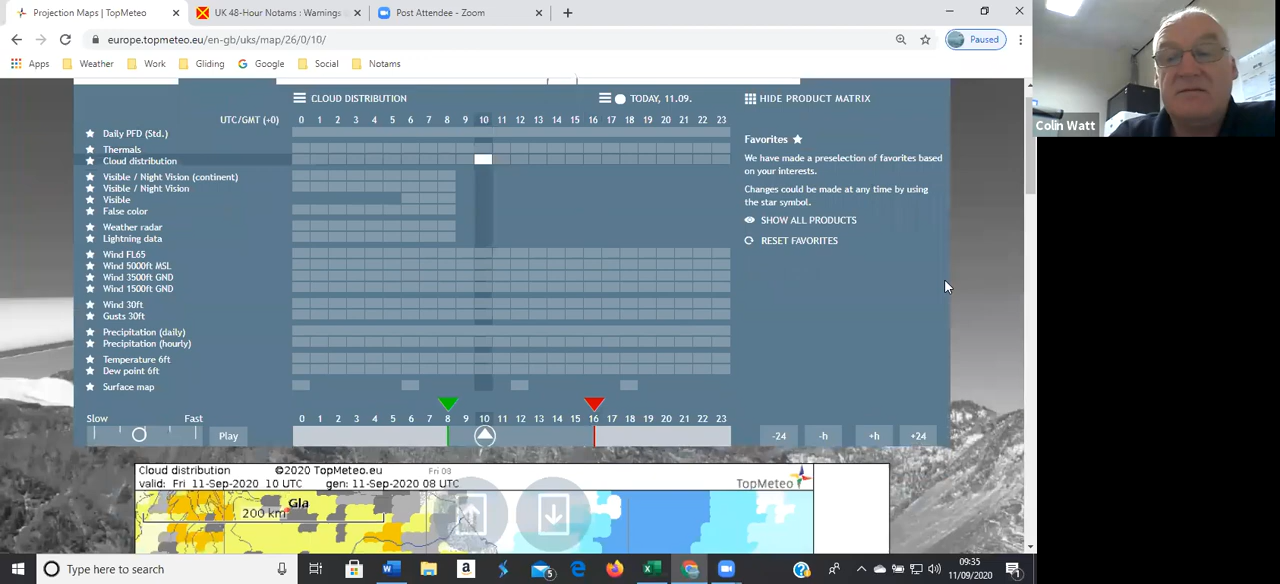 Projection Maps | TopMeteo
UK 48-Hour Notams : Warnings
Post Attendee - Zoom
europe.topmeteo.eu/en-gb/uks/map/26/0/10/
Paused
Apps Weather Work Gliding Google Social Notams
Colin Watt
CLOUD DISTRIBUTION
TODAY, 11.09.
HIDE PRODUCT MATRIX
UTC/GMT (+0) 0 1 2 3 4 5 6 7 8 9 10 11 12 13 14 15 16 17 18 19 20 21 22 23
Daily PFD (Std.)
Thermals
Cloud distribution
Visible / Night Vision (continent)
Visible / Night Vision
Visible
False color
Weather radar
Lightning data
Wind FL65
Wind 5000ft MSL
Wind 3500ft GND
Wind 1500ft GND
Wind 30ft
Gusts 30ft
Precipitation (daily)
Precipitation (hourly)
Temperature 6ft
Dew point 6ft
Surface map
Favorites
We have made a preselection of favorites based
on your interests.
Changes could be made at any time by using
the star symbol.
SHOW ALL PRODUCTS
RESET FAVORITES
Slow Fast
0 1 2 3 4 5 6 7 8 9 10 11 12 13 14 15 16 17 18 19 20 21 22 23
Play
-24 -h +h +24
Cloud distribution ©2020 TopMeteo.eu
valid: Fri 11-Sep-2020 10 UTC gen: 11-Sep-2020 08 UTC
TopMeteo
Gla
200 km
Type here to search
5
09:35
11/09/2020
1